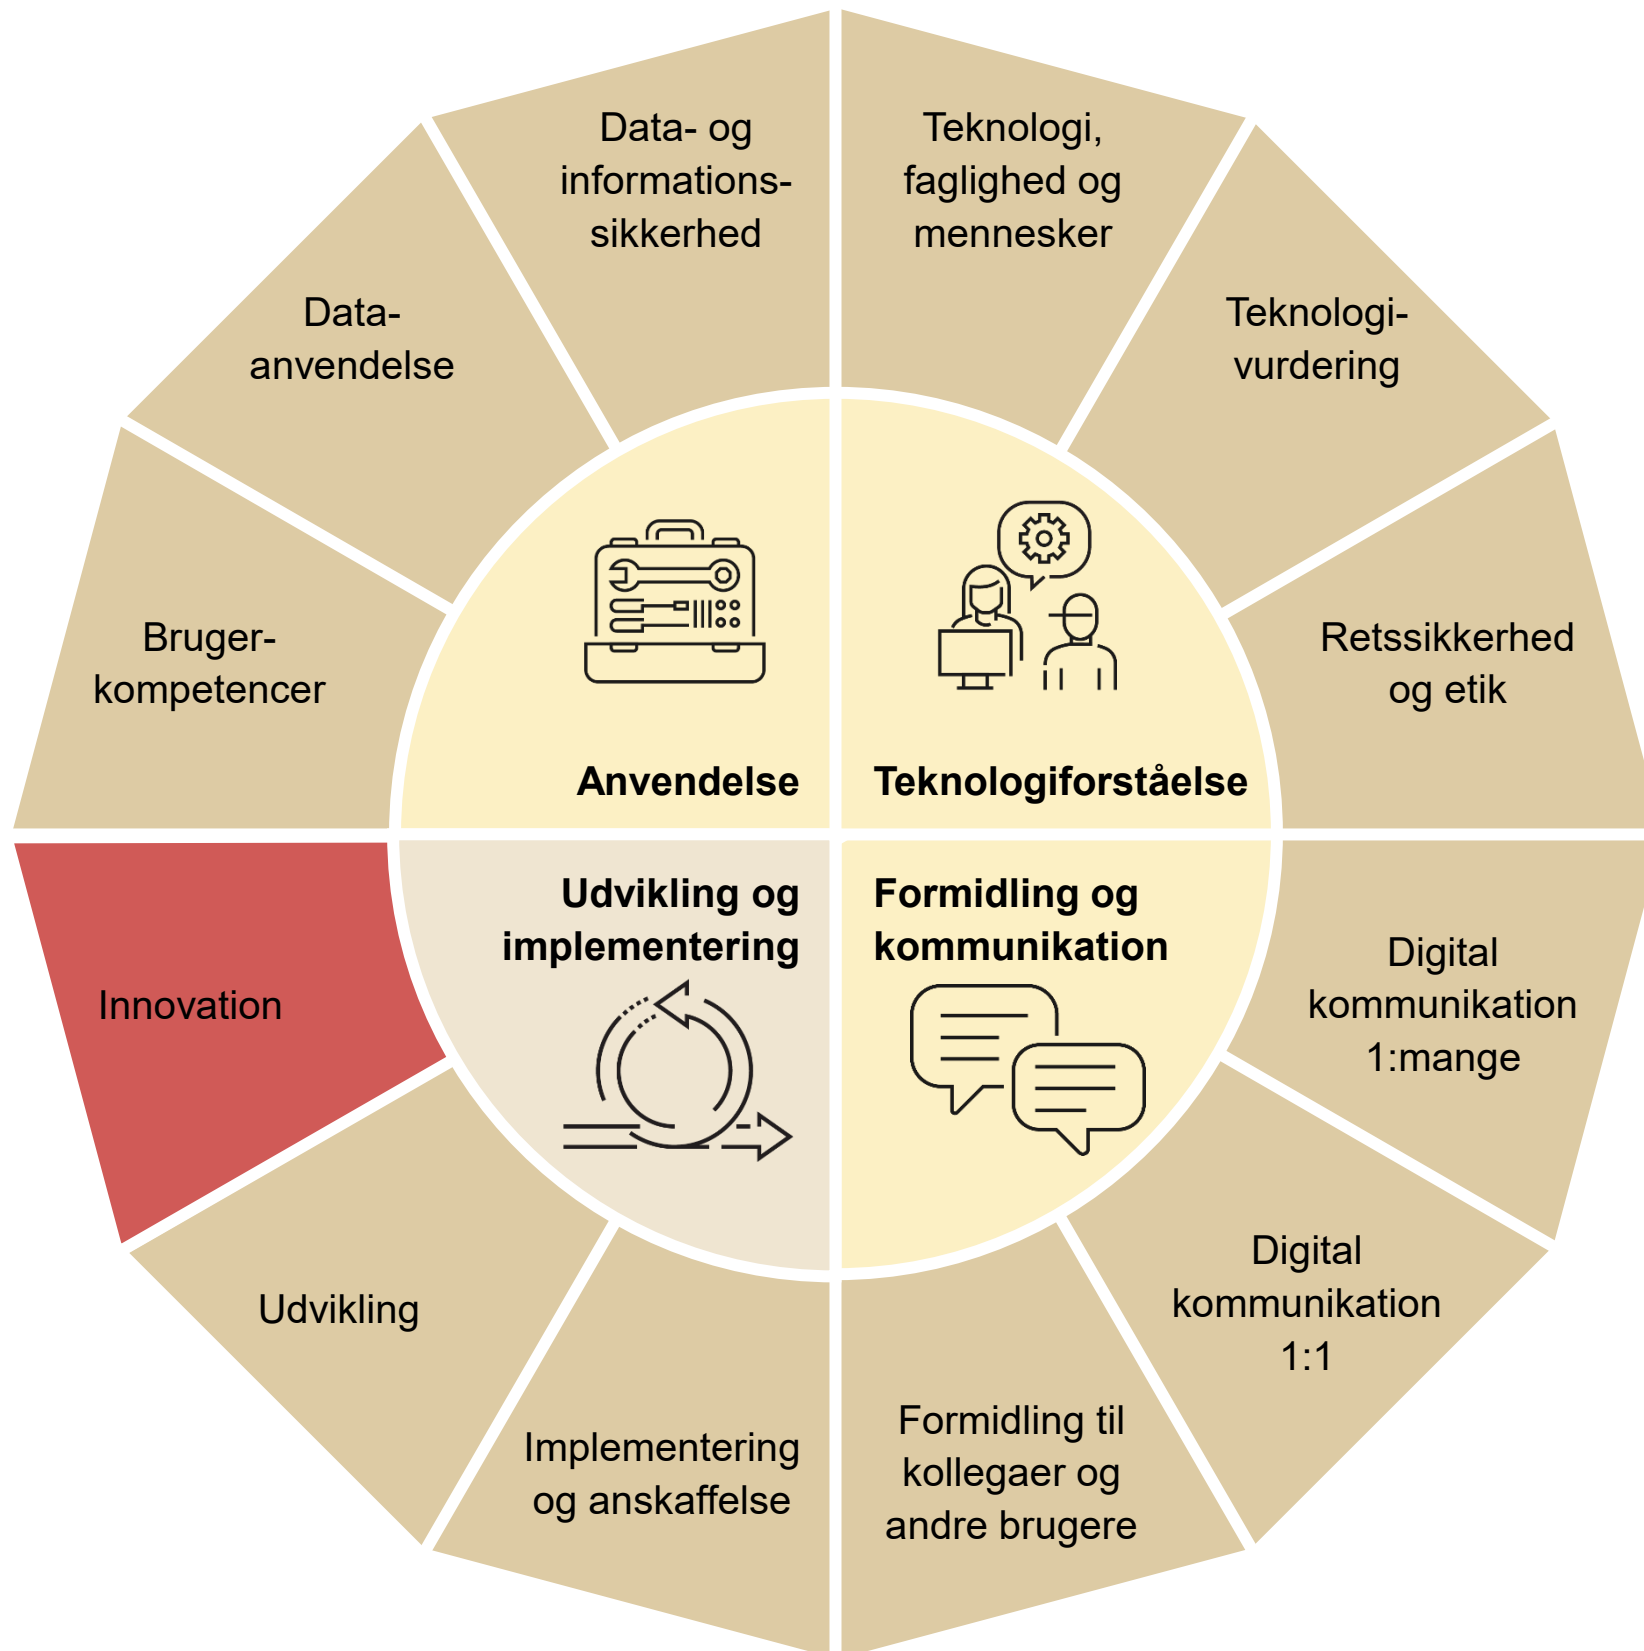 Data- og
informations-
sikkerhed
Teknologi,
faglighed og
mennesker
Data-
anvendelse
Teknologi-
vurdering
Bruger-
kompetencer
Retssikkerhed
og etik
Anvendelse
Teknologiforståelse
Udvikling og
implementering
Formidling og
kommunikation
Innovation
Digital
kommunikation
1:mange
Udvikling
Digital
kommunikation
1:1
Implementering
og anskaffelse
Formidling til
kollegaer og
andre brugere